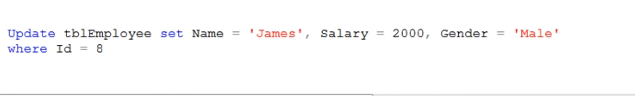 Update tblEmployee set Name = 'James', Salary = 2000, Gender = 'Male'
where Id = 8